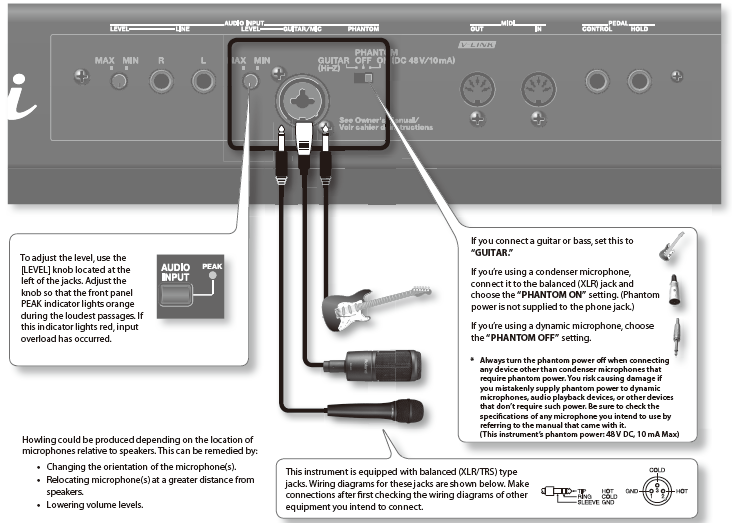 AUDIO INPUT
LEVEL LINE LEVEL GUITAR/MIC PHANTOM
MIDI
OUT IN
PEDAL
CONTROL HOLD
V-LINK
MAX MIN R L MAX MIN
GUITAR (Hi-Z)
PHANTOM
OFF ON (DC 48V/10mA)
See Owner's Manual/
Voir cahier de instructions
To adjust the level, use the
[LEVEL] knob located at the
left of the jacks. Adjust the
knob so that the front panel
PEAK indicator lights orange
during the loudest passages. If
this indicator lights red, input
overload has occurred.
AUDIO
INPUT
PEAK
If you connect a guitar or bass, set this to
“GUITAR.”
If you’re using a condenser microphone,
connect it to the balanced (XLR) jack and
choose the “PHANTOM ON” setting. (Phantom
power is not supplied to the phone jack.)
If you’re using a dynamic microphone, choose
the “PHANTOM OFF” setting.
* Always turn the phantom power off when connecting
any device other than condenser microphones that
require phantom power. You risk causing damage if
you mistakenly supply phantom power to dynamic
microphones, audio playback devices, or other devices
that don’t require such power. Be sure to check the
specifications of any microphone you intend to use by
referring to the manual that came with it.
(This instrument’s phantom power: 48 V DC, 10 mA Max)
Howling could be produced depending on the location of
microphones relative to speakers. This can be remedied by:
• Changing the orientation of the microphone(s).
• Relocating microphone(s) at a greater distance from
speakers.
• Lowering volume levels.
This instrument is equipped with balanced (XLR/TRS) type
jacks. Wiring diagrams for these jacks are shown below. Make
connections after first checking the wiring diagrams of other
equipment you intend to connect.
TIP HOT
RING COLD
SLEEVE GND
COLD
GND HOT
1 2
3